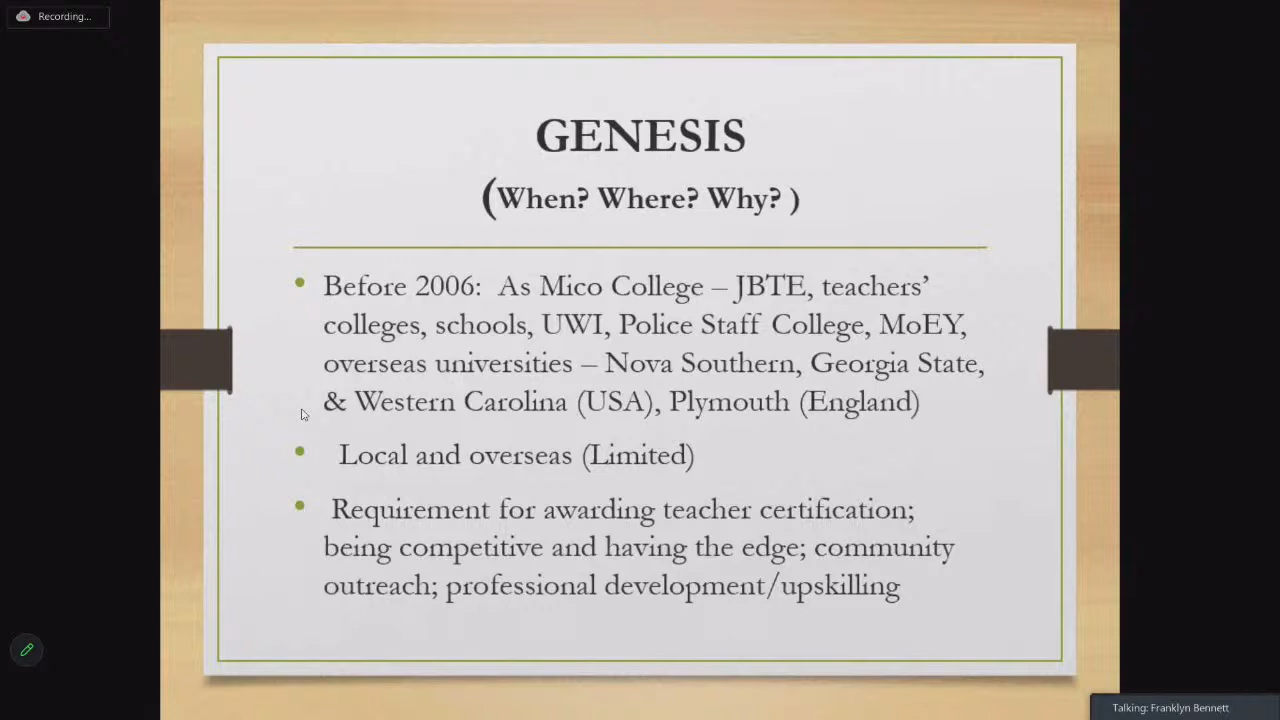 Recording...
GENESIS
(When? Where? Why? )
• Before 2006:  As Mico College – JBTE, teachers’
colleges, schools, UWI, Police Staff College, MoEY,
overseas universities – Nova Southern, Georgia State,
& Western Carolina (USA), Plymouth (England)
• Local and overseas (Limited)
• Requirement for awarding teacher certification;
being competitive and having the edge; community
outreach; professional development/upskilling
Talking: Franklyn Bennett